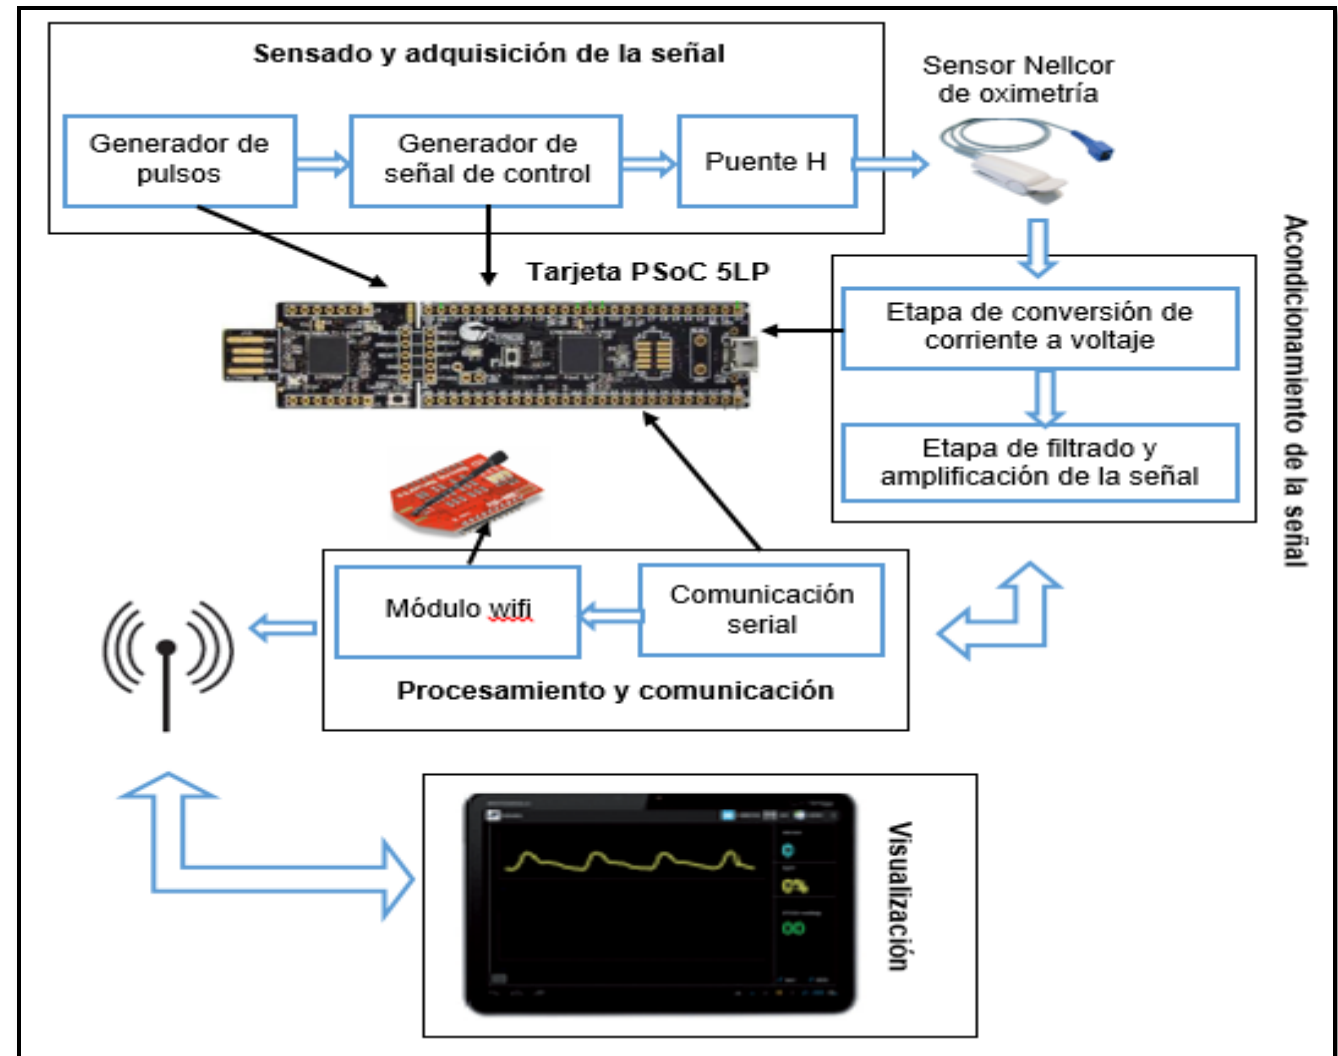 Sensado y adquisición de la señal
Generador de
pulsos
Generador de
señal de control
Puente H
Sensor Nellcor
de oximetría
Tarjeta PSoC 5LP
Etapa de conversión de
corriente a voltaje
Etapa de filtrado y
amplificación de la señal
Acondicionamiento de la señal
Módulo wifi
Comunicación
serial
Procesamiento y comunicación
0
0%
Visualización